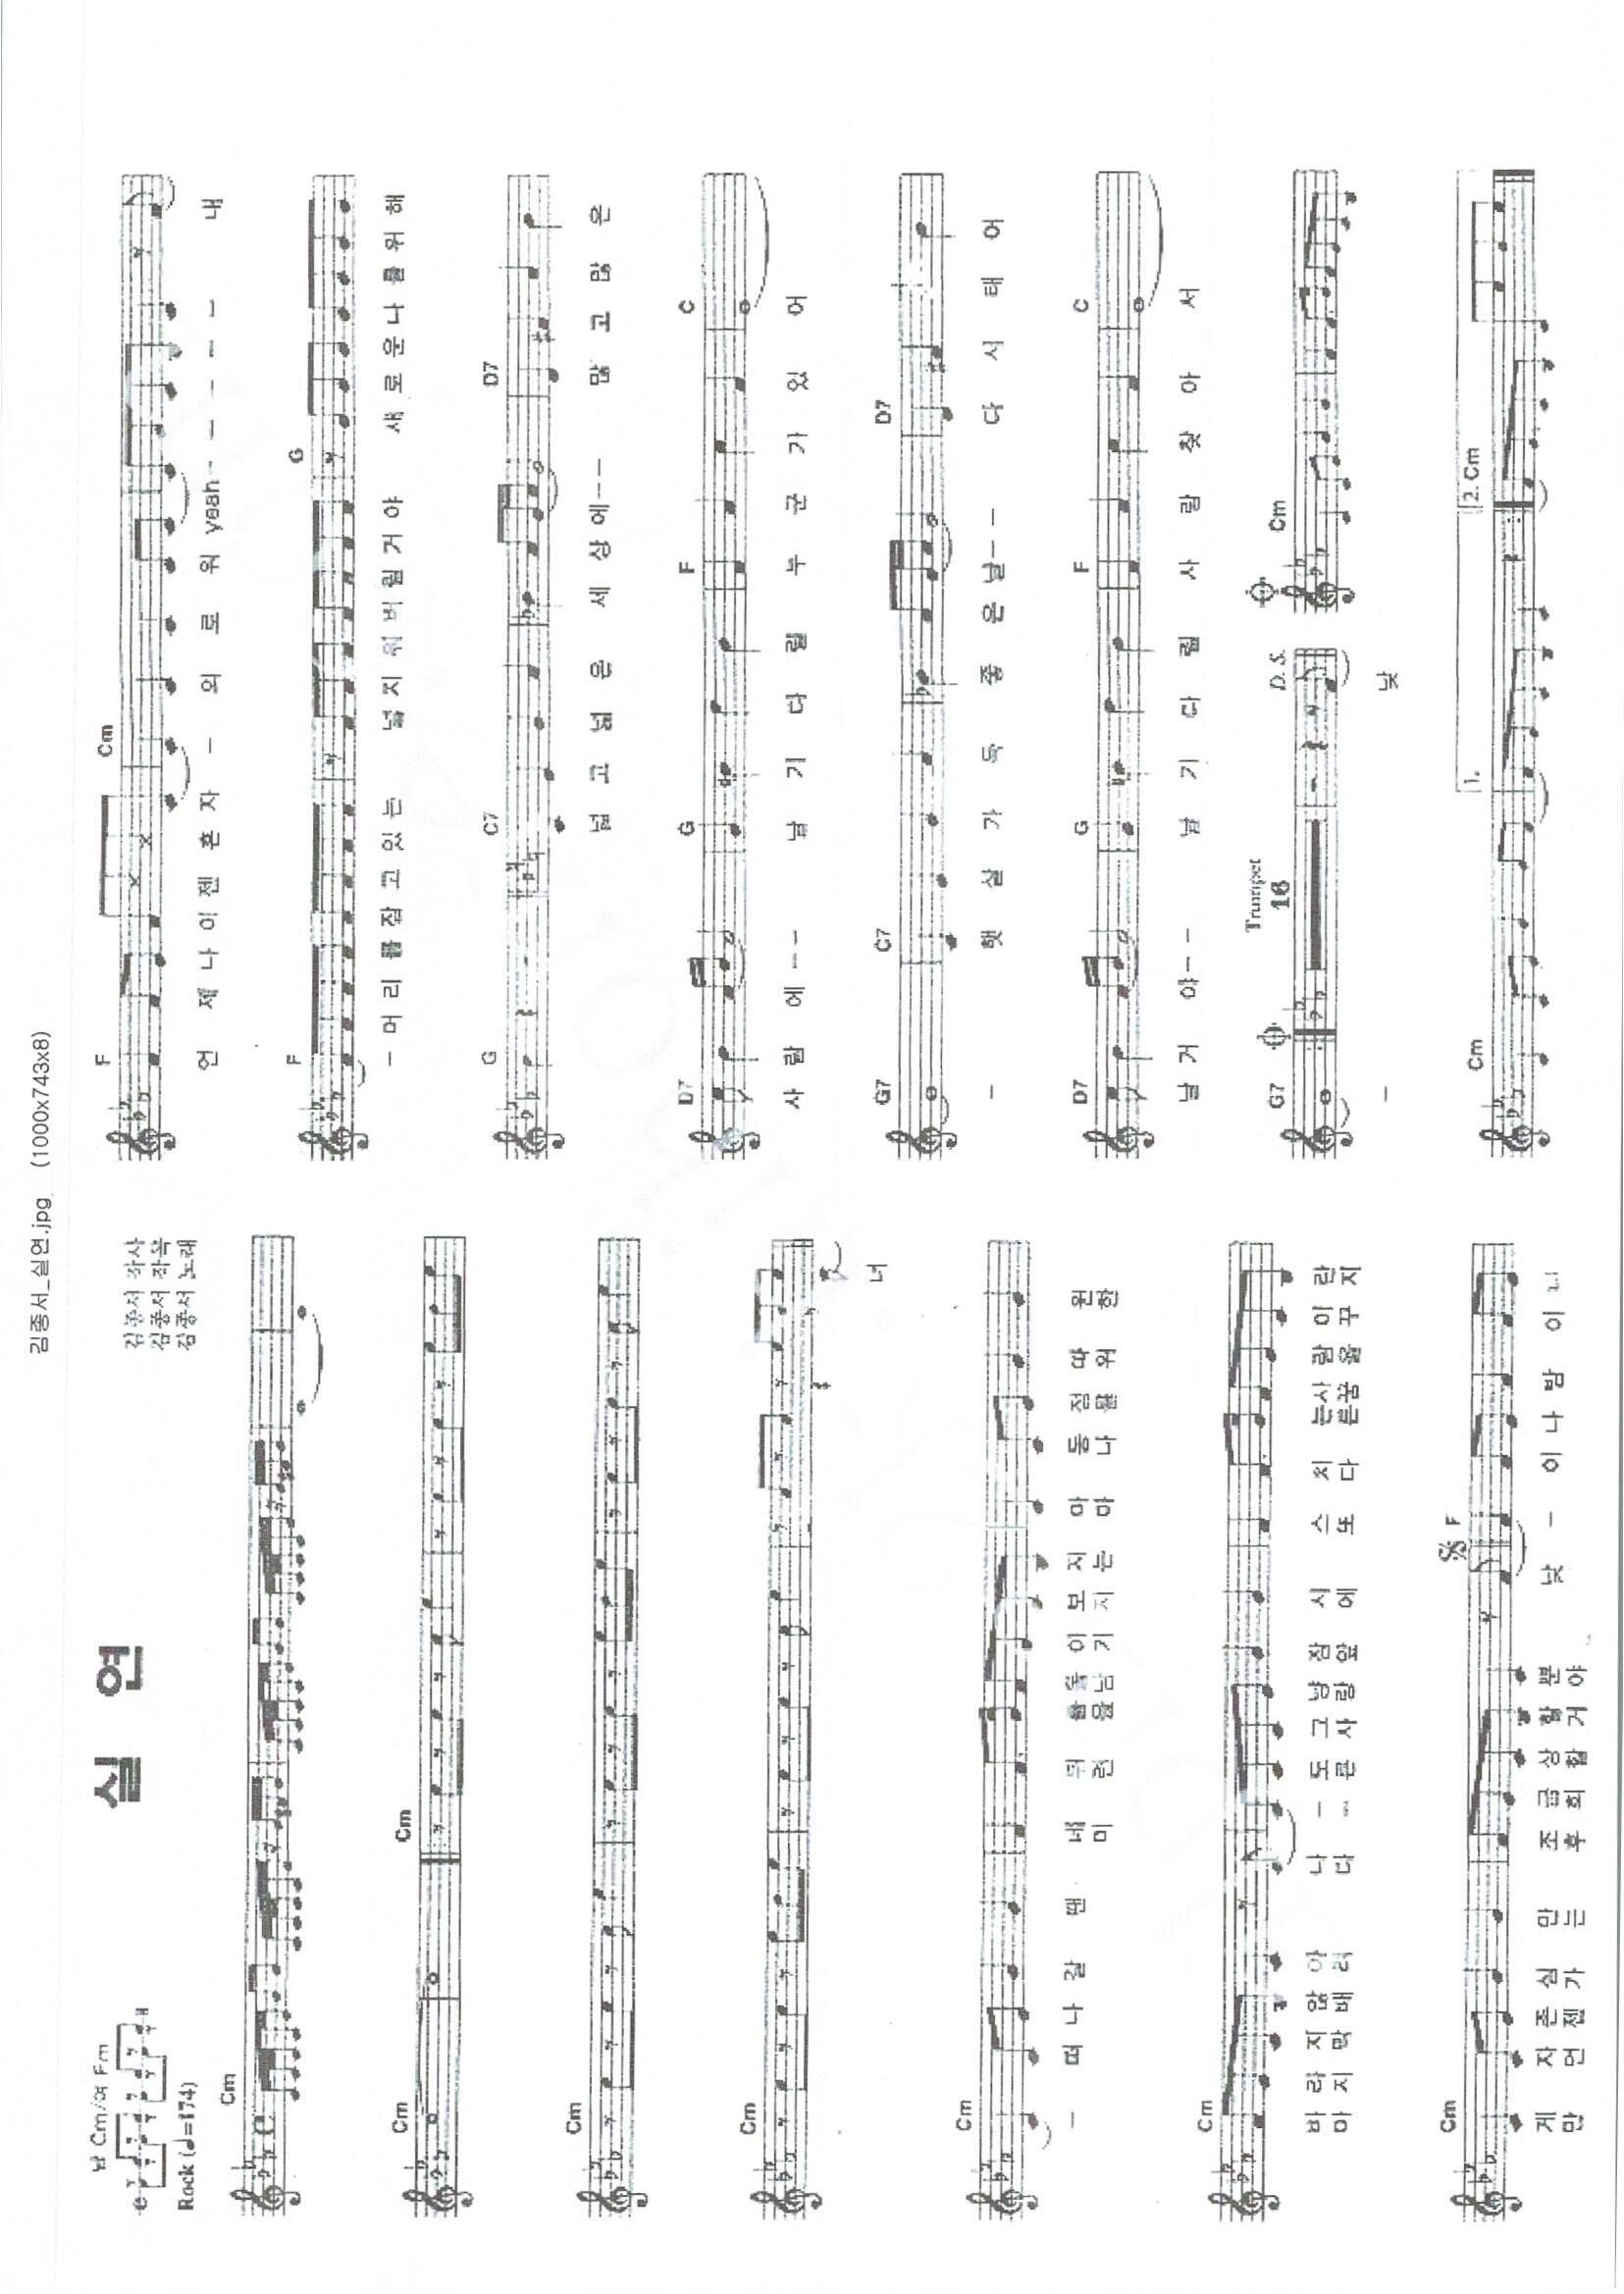 김종서_실연.jpg (1000x743x8)
남 Cm/여 Fm
실 연
김종서 작사
김종서 작곡
김종서 노래
Rock (♩=174)
Cm
Cm Cm
Cm
Cm
너
Cm
– 떠 나 갈 땐 네 뒤 를 이 보 지 마 동 정 따 윈
미 련 을 남 기 지 는 마 나 를 위 한
Cm
바 라 지 않 아 나 – 도 그 냥 잠 시 스 치 는 사 람 이 란
마 지 막 배 려 다 – 른 사 랑 앞 에 또 다 른 꿈 을 꾸 지
Cm F
게 자 존 심 만 조 금 상 할 뿐 낮 – 이 나 밤 이 나
만 언 젠 가 는 후 회 할 거 야
F Cm
언 제 나 이 젠 혼 자 – 외 로 워 yeah - - - - - 내
F G
– 머 리 를 잡 고 있 는 널 지 워 버 릴 거 야 새 로 운 나 를 위 해
G C7 D7
넓 고 넓 은 세 상 에 - - 많 고 많 은
D7 G F C
사 람 에 - - 날 기 다 릴 누 군 가 있 어
G7 C7 D7
– 햇 살 가 득 좋 은 날 - - 다 시 태 어
D7 G F C
날 거 야 - - 날 기 다 릴 사 람 찾 아 서
G7 Trumpet 16 D. S. Cm
– 낮
Cm 1. 2. Cm